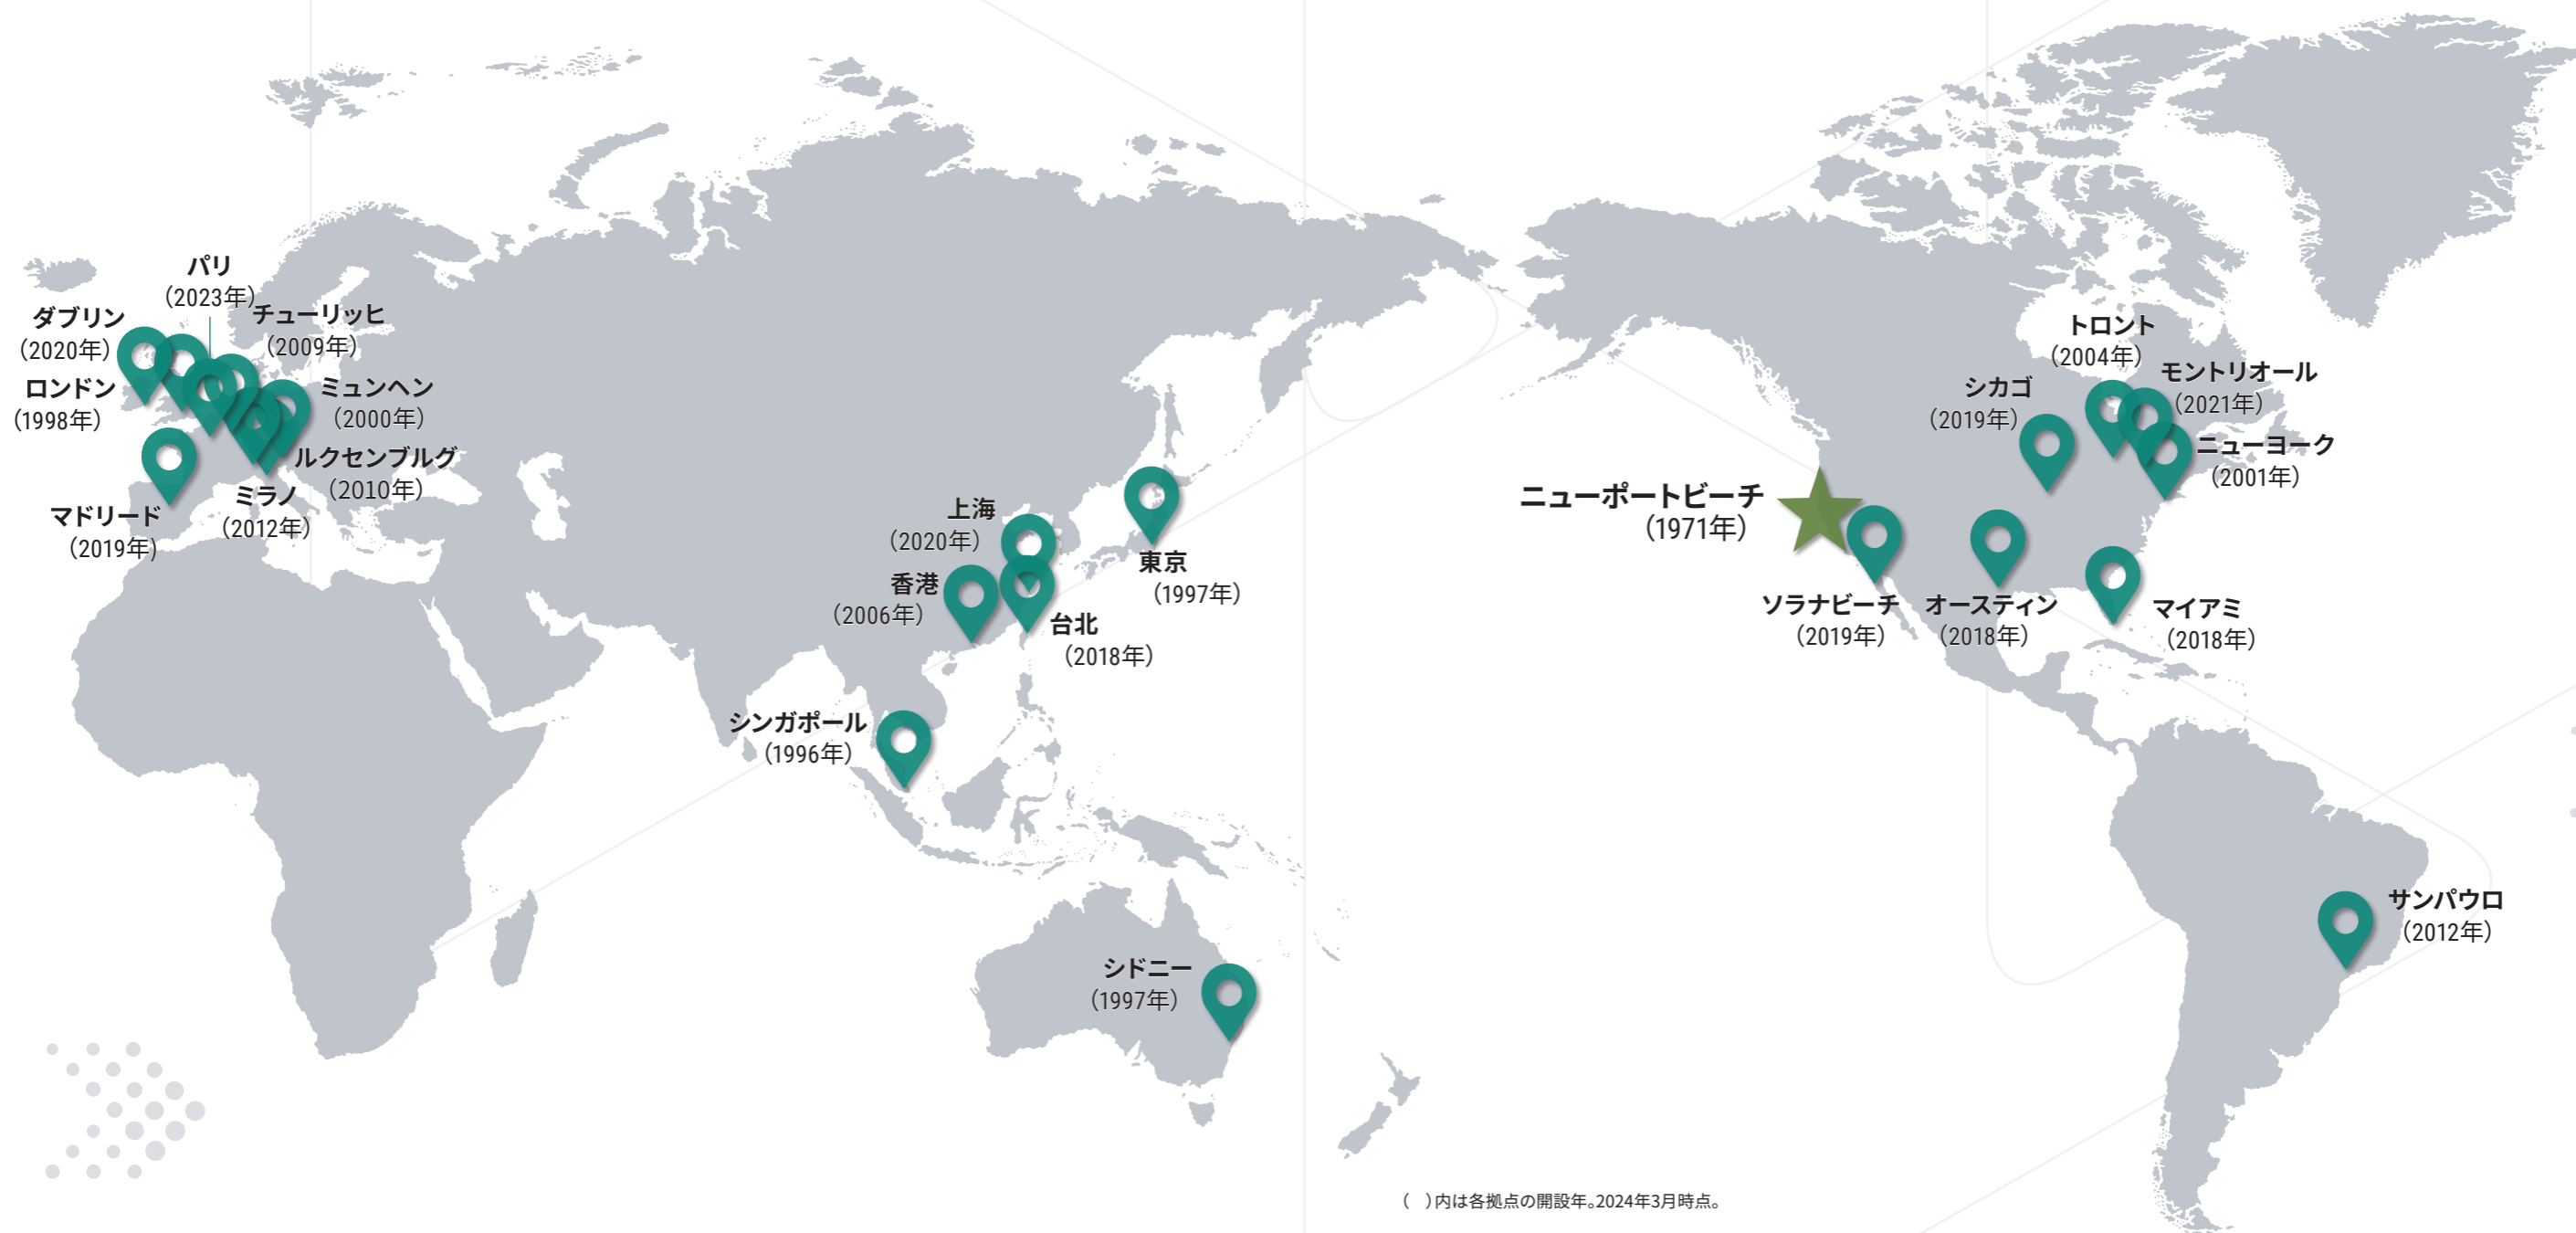 パリ
（2023年）
ダブリン
（2020年）
チューリッヒ
（2009年）
ロンドン
（1998年）
ミュンヘン
（2000年）
ルクセンブルグ
（2010年）
ミラノ
（2012年）
マドリード
（2019年）
上海
（2020年）
香港
（2006年）
東京
（1997年）
台北
（2018年）
シンガポール
（1996年）
シドニー
（1997年）
トロント
（2004年）
モントリオール
（2021年）
シカゴ
（2019年）
ニューヨーク
（2001年）
ニューポートビーチ
（1971年）
ソラナビーチ
（2019年）
オースティン
（2018年）
マイアミ
（2018年）
サンパウロ
（2012年）
（　）内は各拠点の開設年。2024年3月時点。